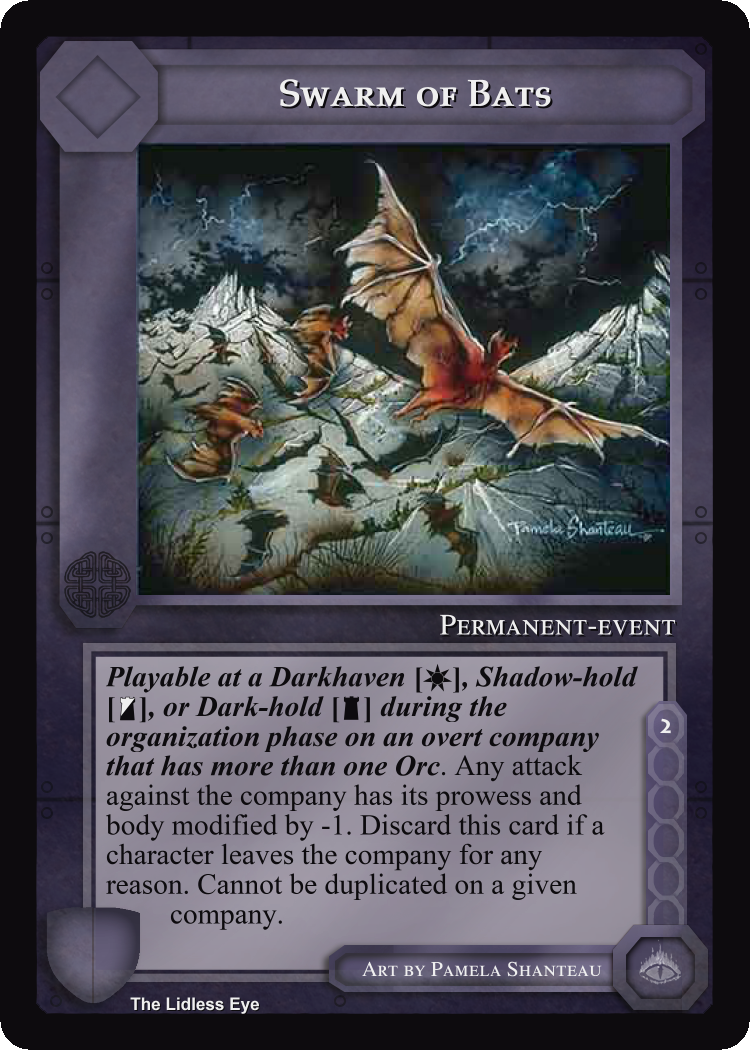 Swarm of Bats
Pamela Shanteau
Permanent-event
Playable at a Darkhaven [ ], Shadow-hold
[ ], or Dark-hold [ ] during the
organization phase on an overt company
that has more than one Orc. Any attack
against the company has its prowess and
body modified by -1. Discard this card if a
character leaves the company for any
reason. Cannot be duplicated on a given
company.
2
Art by Pamela Shanteau
The Lidless Eye